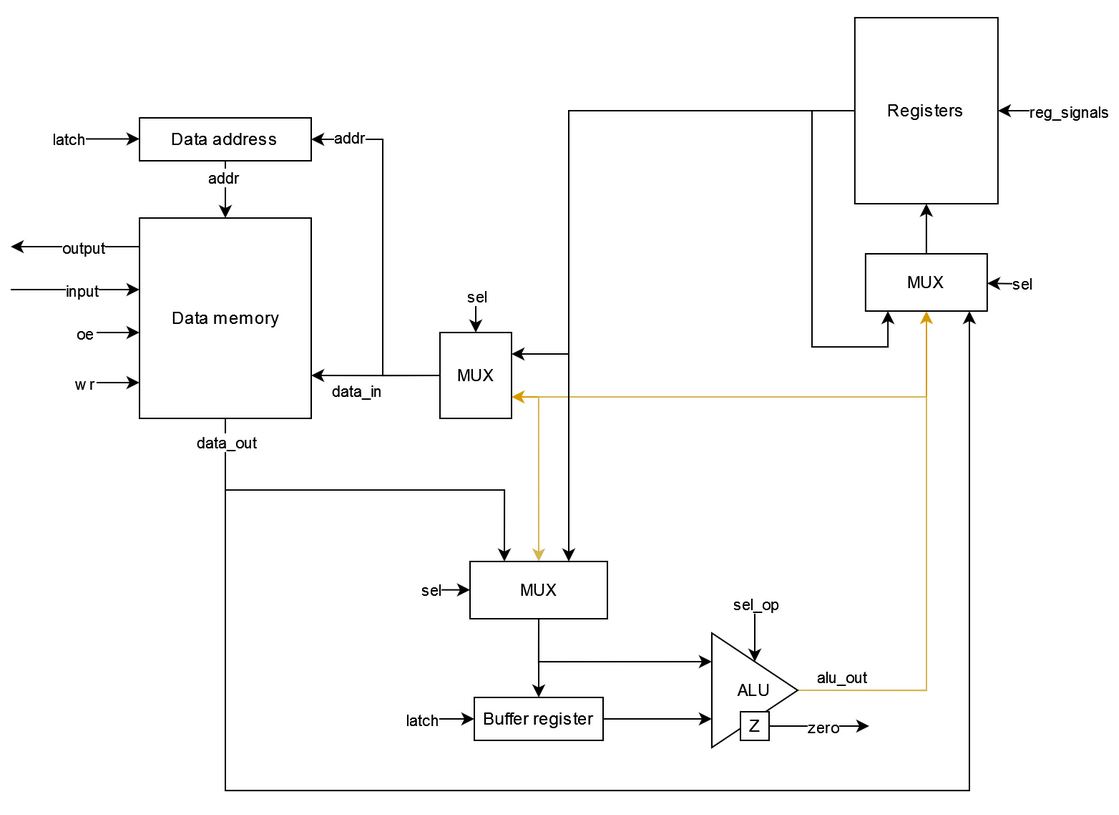 Registers
reg_signals
latch
Data address
addr
addr
output
input
oe
w r
Data memory
MUX
sel
sel
MUX
data_in
data_out
sel
MUX
sel_op
ALU
alu_out
latch
Buffer register
Z
zero